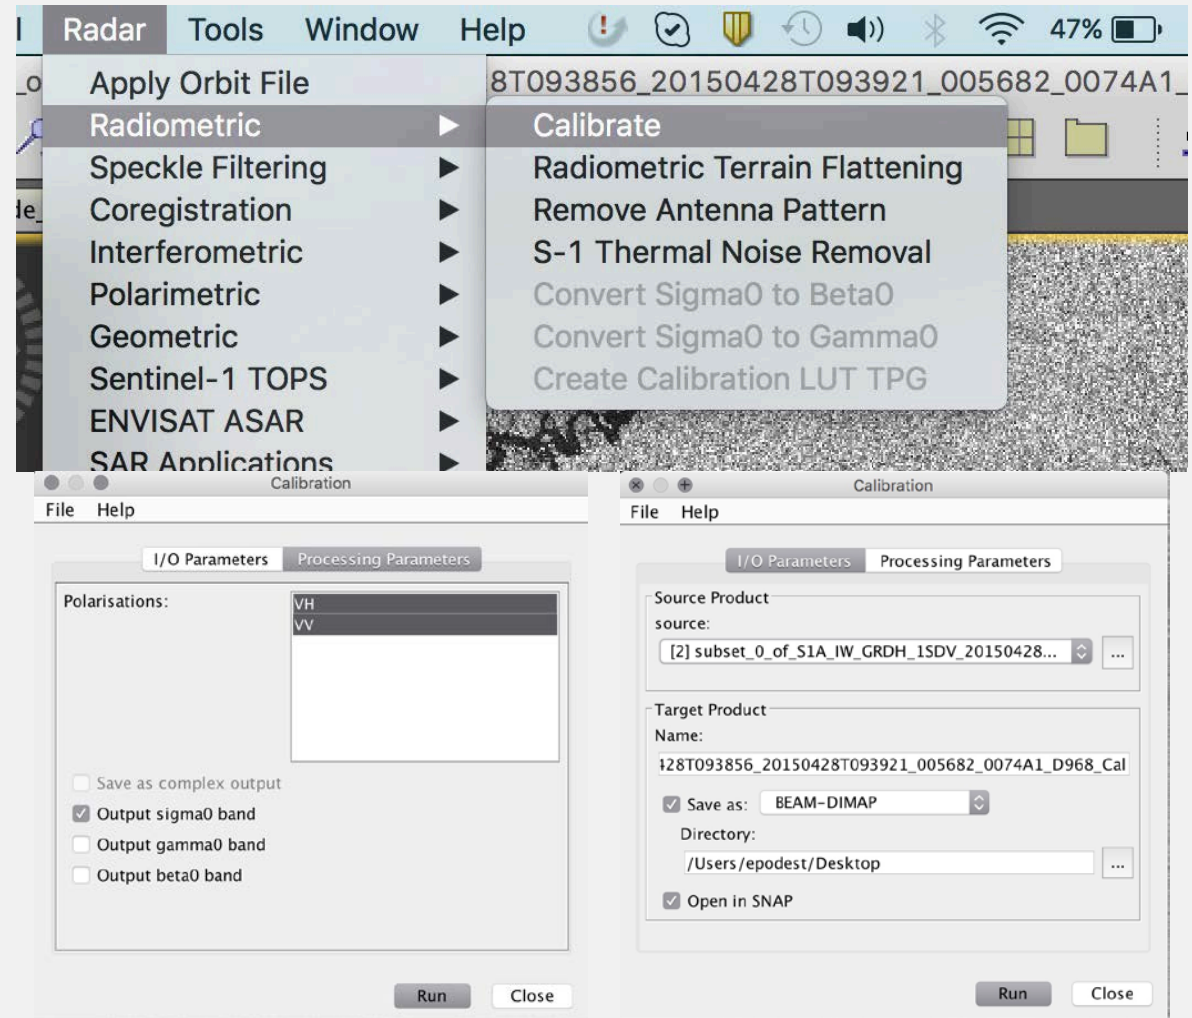 Radar Tools Window Help 47%
8T093856_20150428T093921_005682_0074A1_
Apply Orbit File
Radiometric
Speckle Filtering
Coregistration
Interferometric
Polarimetric
Geometric
Sentinel-1 TOPS
ENVISAT ASAR
SAR Applications
Calibrate
Radiometric Terrain Flattening
Remove Antenna Pattern
S-1 Thermal Noise Removal
Convert Sigma0 to Beta0
Convert Sigma0 to Gamma0
Create Calibration LUT TPG
Calibration
File Help
I/O Parameters Processing Parameters
Polarisations:
VH
VV
Save as complex output
Output sigma0 band
Output gamma0 band
Output beta0 band
Run Close
Calibration
File Help
I/O Parameters Processing Parameters
Source Product
source:
[2] subset_0_of_S1A_IW_GRDH_1SDV_20150428... ...
Target Product
Name:
428T093856_20150428T093921_005682_0074A1_D968_Cal
Save as: BEAM-DIMAP
Directory:
/Users/epodest/Desktop ...
Open in SNAP
Run Close